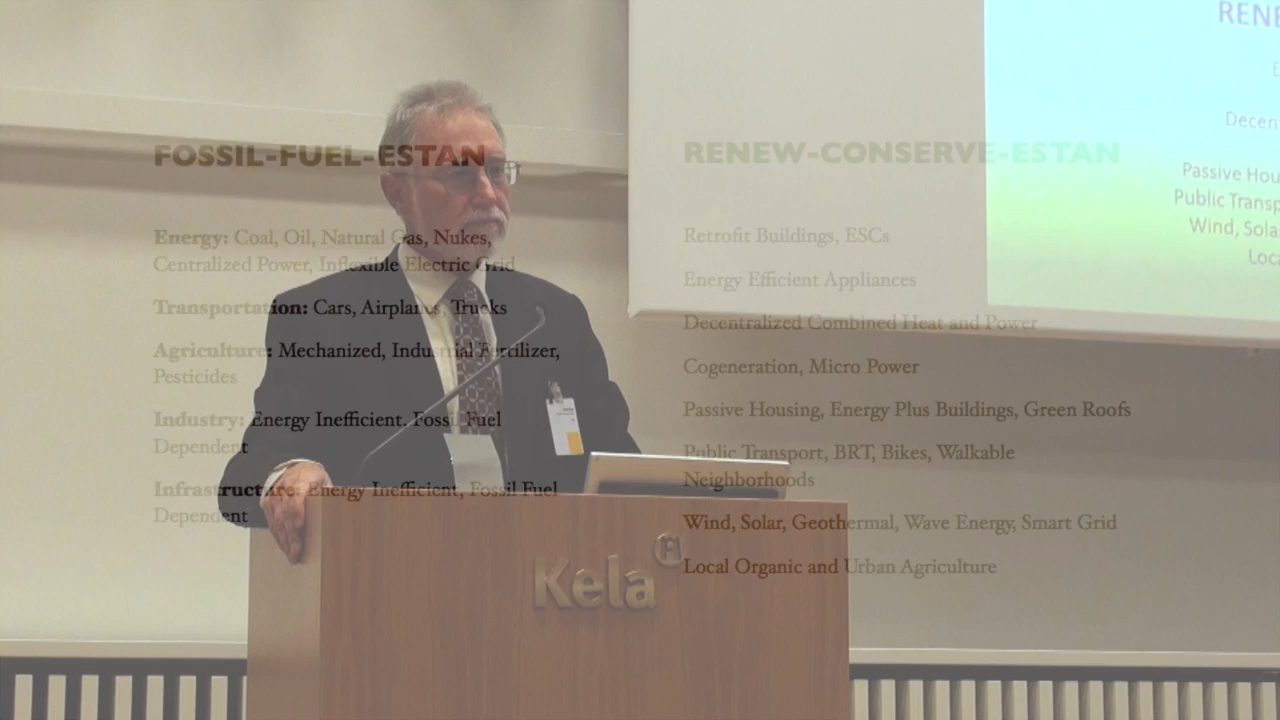 FOSSIL-FUEL-ESTAN
Energy: Coal, Oil, Natural Gas, Nukes,
Centralized Power, Inflexible Electric Grid
Transportation: Cars, Airplanes, Trucks
Agriculture: Mechanized, Industrial Fertilizer,
Pesticides
Industry: Energy Inefficient. Fossil Fuel
Dependent
Infrastructure: Energy Inefficient, Fossil Fuel
Dependent
RENEW-CONSERVE-ESTAN
Retrofit Buildings, ESCs
Energy Efficient Appliances
Decentralized Combined Heat and Power
Cogeneration, Micro Power
Passive Housing, Energy Plus Buildings, Green Roofs
Public Transport, BRT, Bikes, Walkable
Neighborhoods
Wind, Solar, Geothermal, Wave Energy, Smart Grid
Local Organic and Urban Agriculture
RENE
E
Decen
Passive Hou
Public Transp
Wind, Sola
Loca
Kela